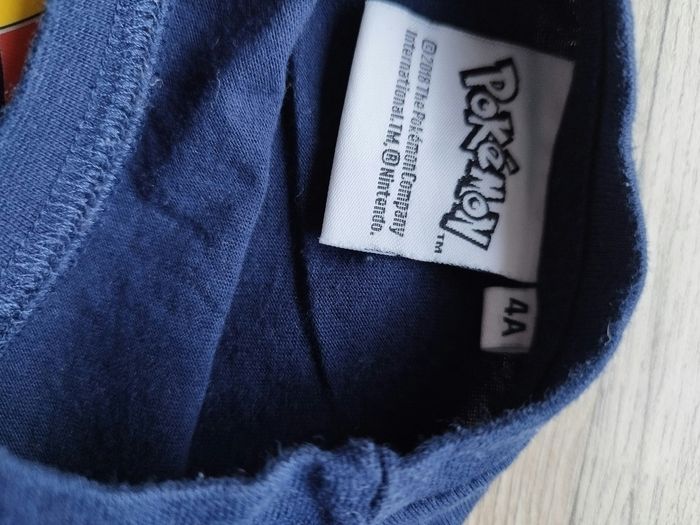 POKéMON™
©2018 The Pokémon Company
International. TM, ® Nintendo.
4A